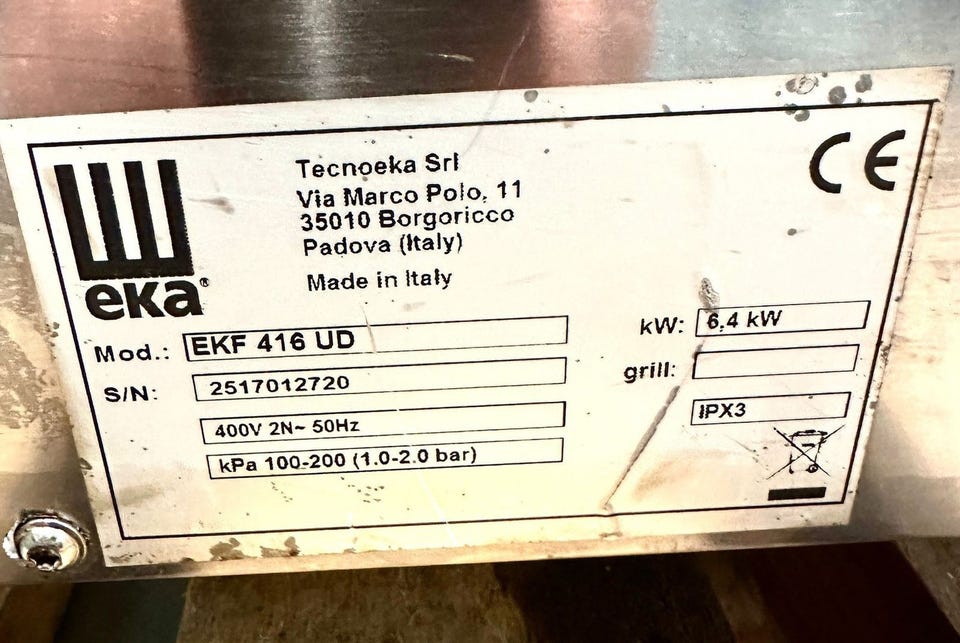 CE
Tecnoeka Srl
Via Marco Polo, 11
35010 Borgoricco
Padova (Italy)
Made in Italy
eka®
Mod.: EKF 416 UD
kW: 6,4 kW
S/N: 2517012720
grill:
400V 2N~ 50Hz
IPX3
kPa 100-200 (1.0-2.0 bar)